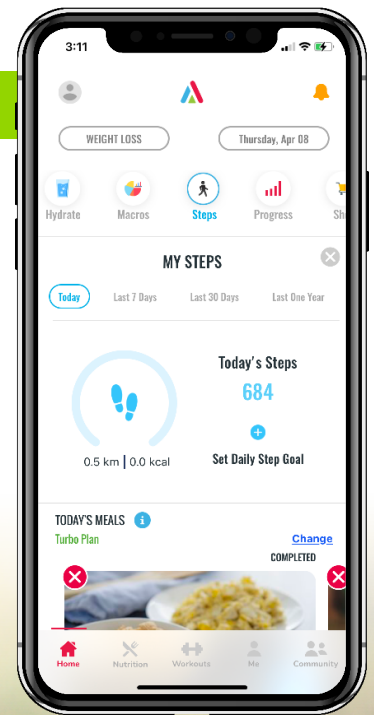 3:11
WEIGHT LOSS
Thursday, Apr 08
Hydrate
Macros
Steps
Progress
MY STEPS
Today
Last 7 Days
Last 30 Days
Last One Year
Today's Steps
684
0.5 km | 0.0 kcal
Set Daily Step Goal
TODAY'S MEALS
Turbo Plan
Change
COMPLETED
Home
Nutrition
Workouts
Me
Community